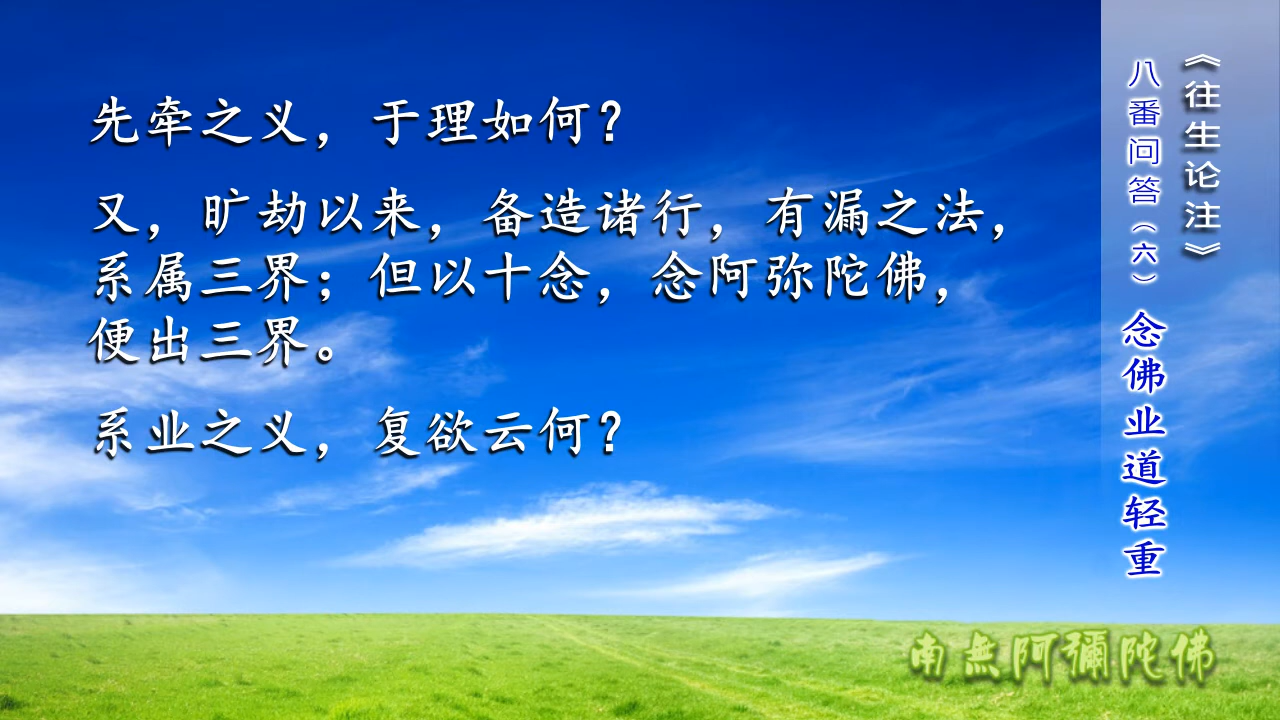 先牵之义，于理如何？
又，旷劫以来，备造诸行，有漏之法，
系属三界；但以十念，念阿弥陀佛，
便出三界。
系业之义，复欲云何？
《往生论注》
八番问答（六）念佛业道轻重
南無阿彌陀佛